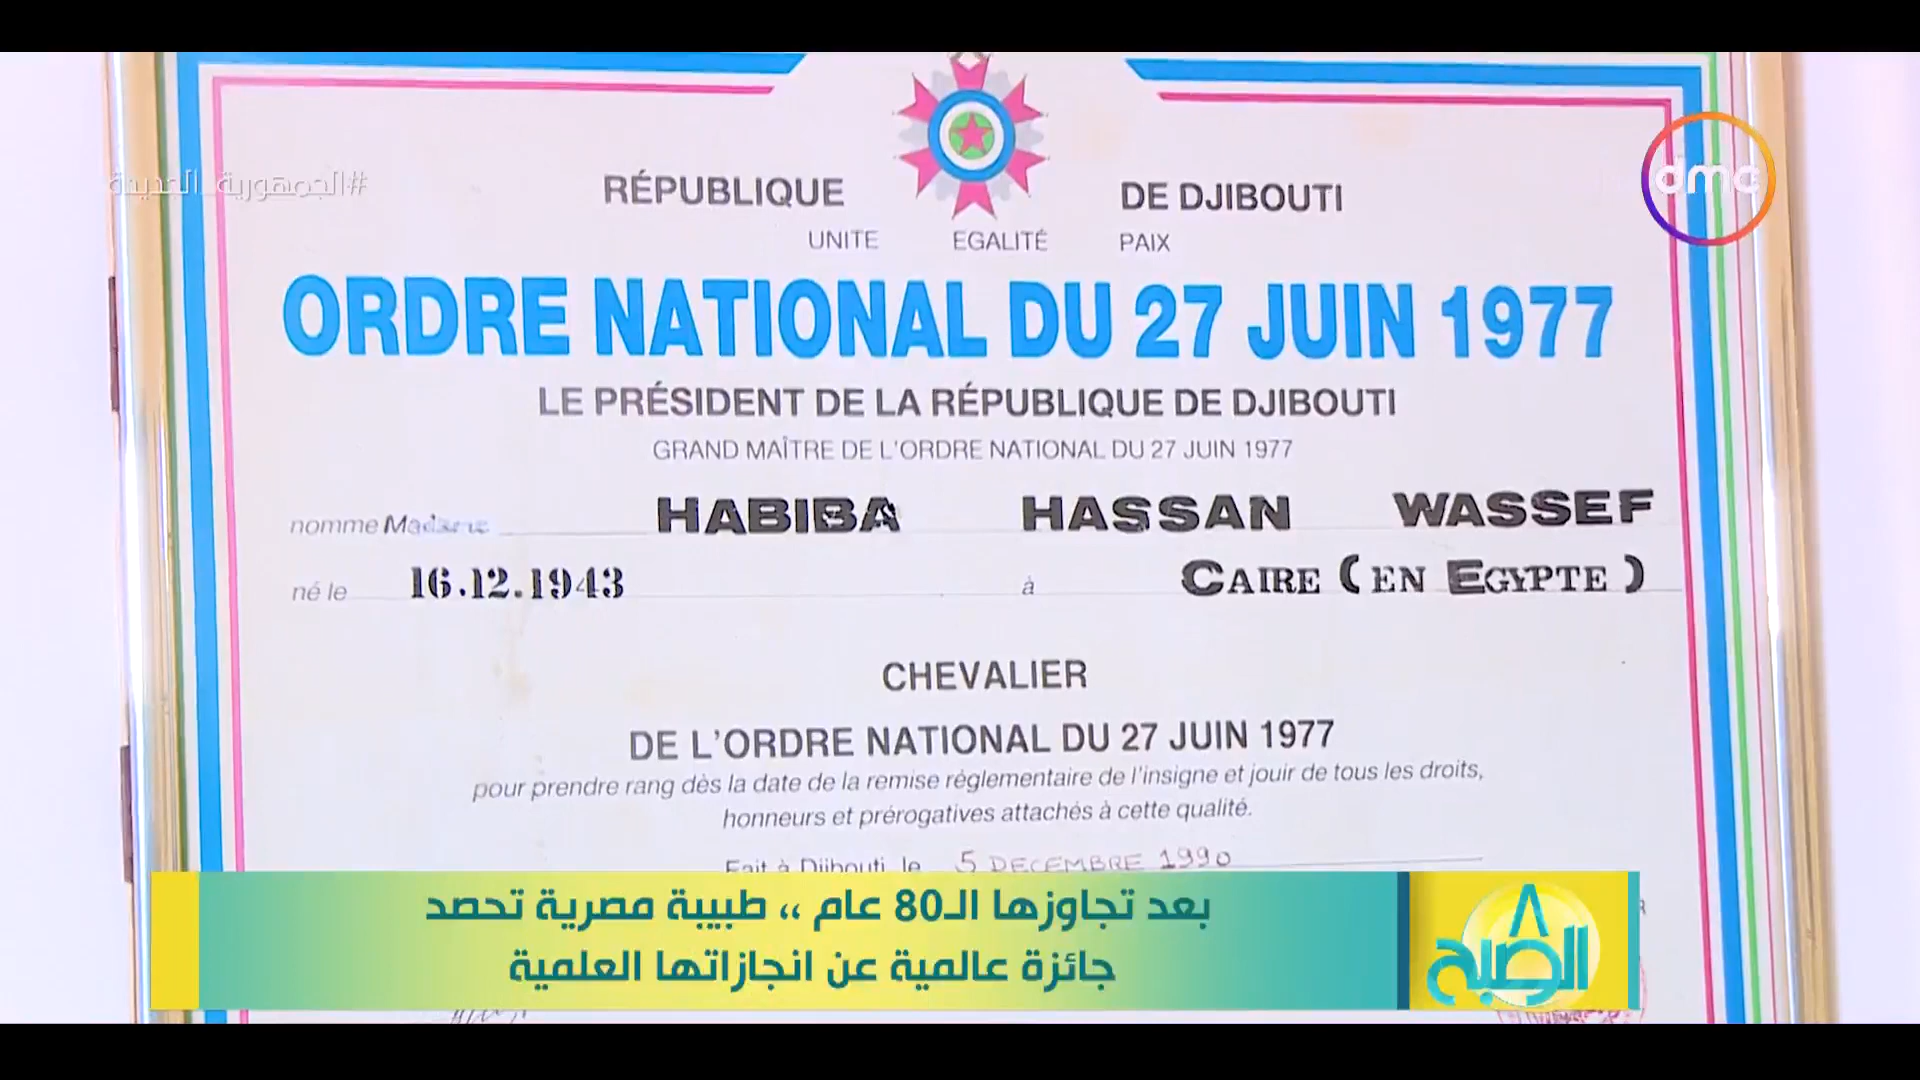 #الجمهورية_الجديدة
dmc
RÉPUBLIQUE DE DJIBOUTI
UNITE EGALITÉ PAIX
ORDRE NATIONAL DU 27 JUIN 1977
LE PRÉSIDENT DE LA RÉPUBLIQUE DE DJIBOUTI
GRAND MAÎTRE DE L'ORDRE NATIONAL DU 27 JUIN 1977
nomme Madame HABIBA HASSAN WASSEF
né le 16.12.1943 à CAIRE (EN EGYPTE)
CHEVALIER
DE L'ORDRE NATIONAL DU 27 JUIN 1977
pour prendre rang dès la date de la remise réglementaire de l'insigne et jouir de tous les droits,
honneurs et prérogatives attachés à cette qualité.
Fait à Djibouti, le 5 DECEMBRE 1990
بعد تجاوزها الـ80 عام ،، طبيبة مصرية تحصد
جائزة عالمية عن انجازاتها العلمية
٨ الصبح